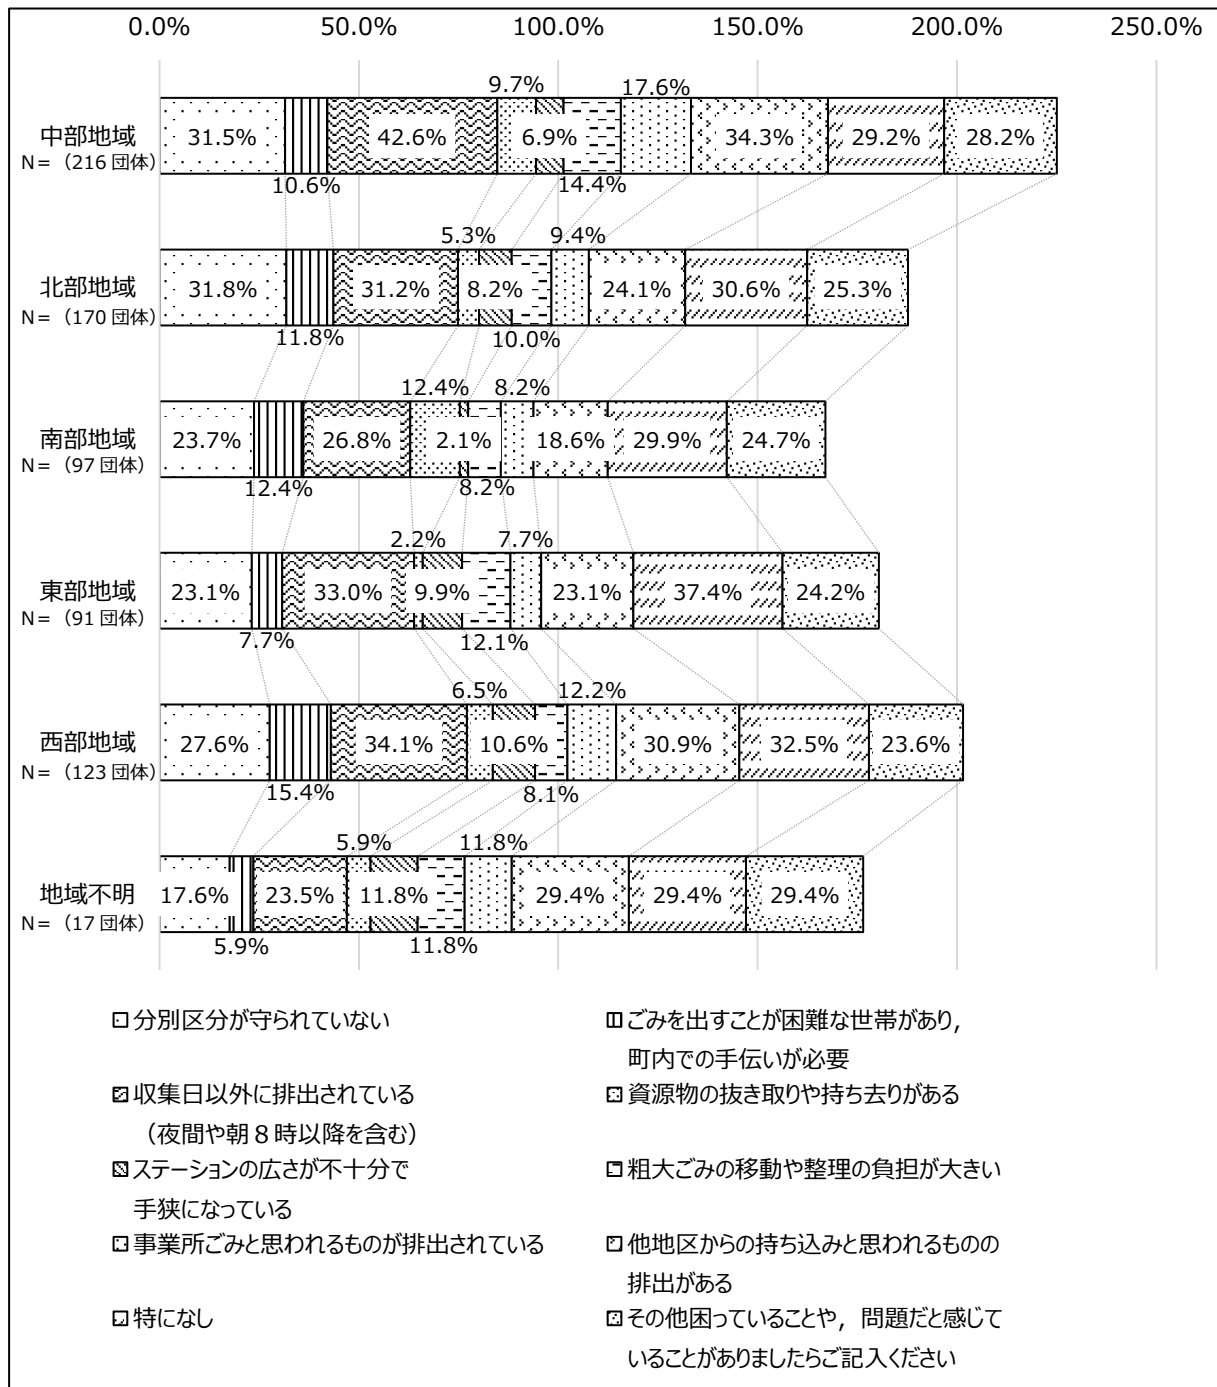 0.0% 50.0% 100.0% 150.0% 200.0% 250.0%
9.7% 17.6%
中部地域 31.5% 42.6% 6.9% 34.3% 29.2% 28.2%
N=（216 団体）
10.6% 14.4%
5.3% 9.4%
北部地域 31.8% 31.2% 8.2% 24.1% 30.6% 25.3%
N=（170 団体）
11.8% 10.0%
12.4% 8.2%
南部地域 23.7% 26.8% 2.1% 18.6% 29.9% 24.7%
N=（97 団体）
12.4% 8.2%
2.2% 7.7%
東部地域 23.1% 33.0% 9.9% 23.1% 37.4% 24.2%
N=（91 団体）
7.7% 12.1%
6.5% 12.2%
西部地域 27.6% 34.1% 10.6% 30.9% 32.5% 23.6%
N=（123 団体）
15.4% 8.1%
5.9% 11.8%
地域不明 17.6% 23.5% 11.8% 29.4% 29.4% 29.4%
N=（17 団体）
5.9% 11.8%
分別区分が守られていない
ごみを出すことが困難な世帯があり，
町内での手伝いが必要
収集日以外に排出されている
（夜間や朝８時以降を含む）
資源物の抜き取りや持ち去りがある
ステーションの広さが不十分で
手狭になっている
粗大ごみの移動や整理の負担が大きい
事業所ごみと思われるものが排出されている
他地区からの持ち込みと思われるものの
排出がある
特になし
その他困っていることや，問題だと感じて
いることがありましたらご記入ください